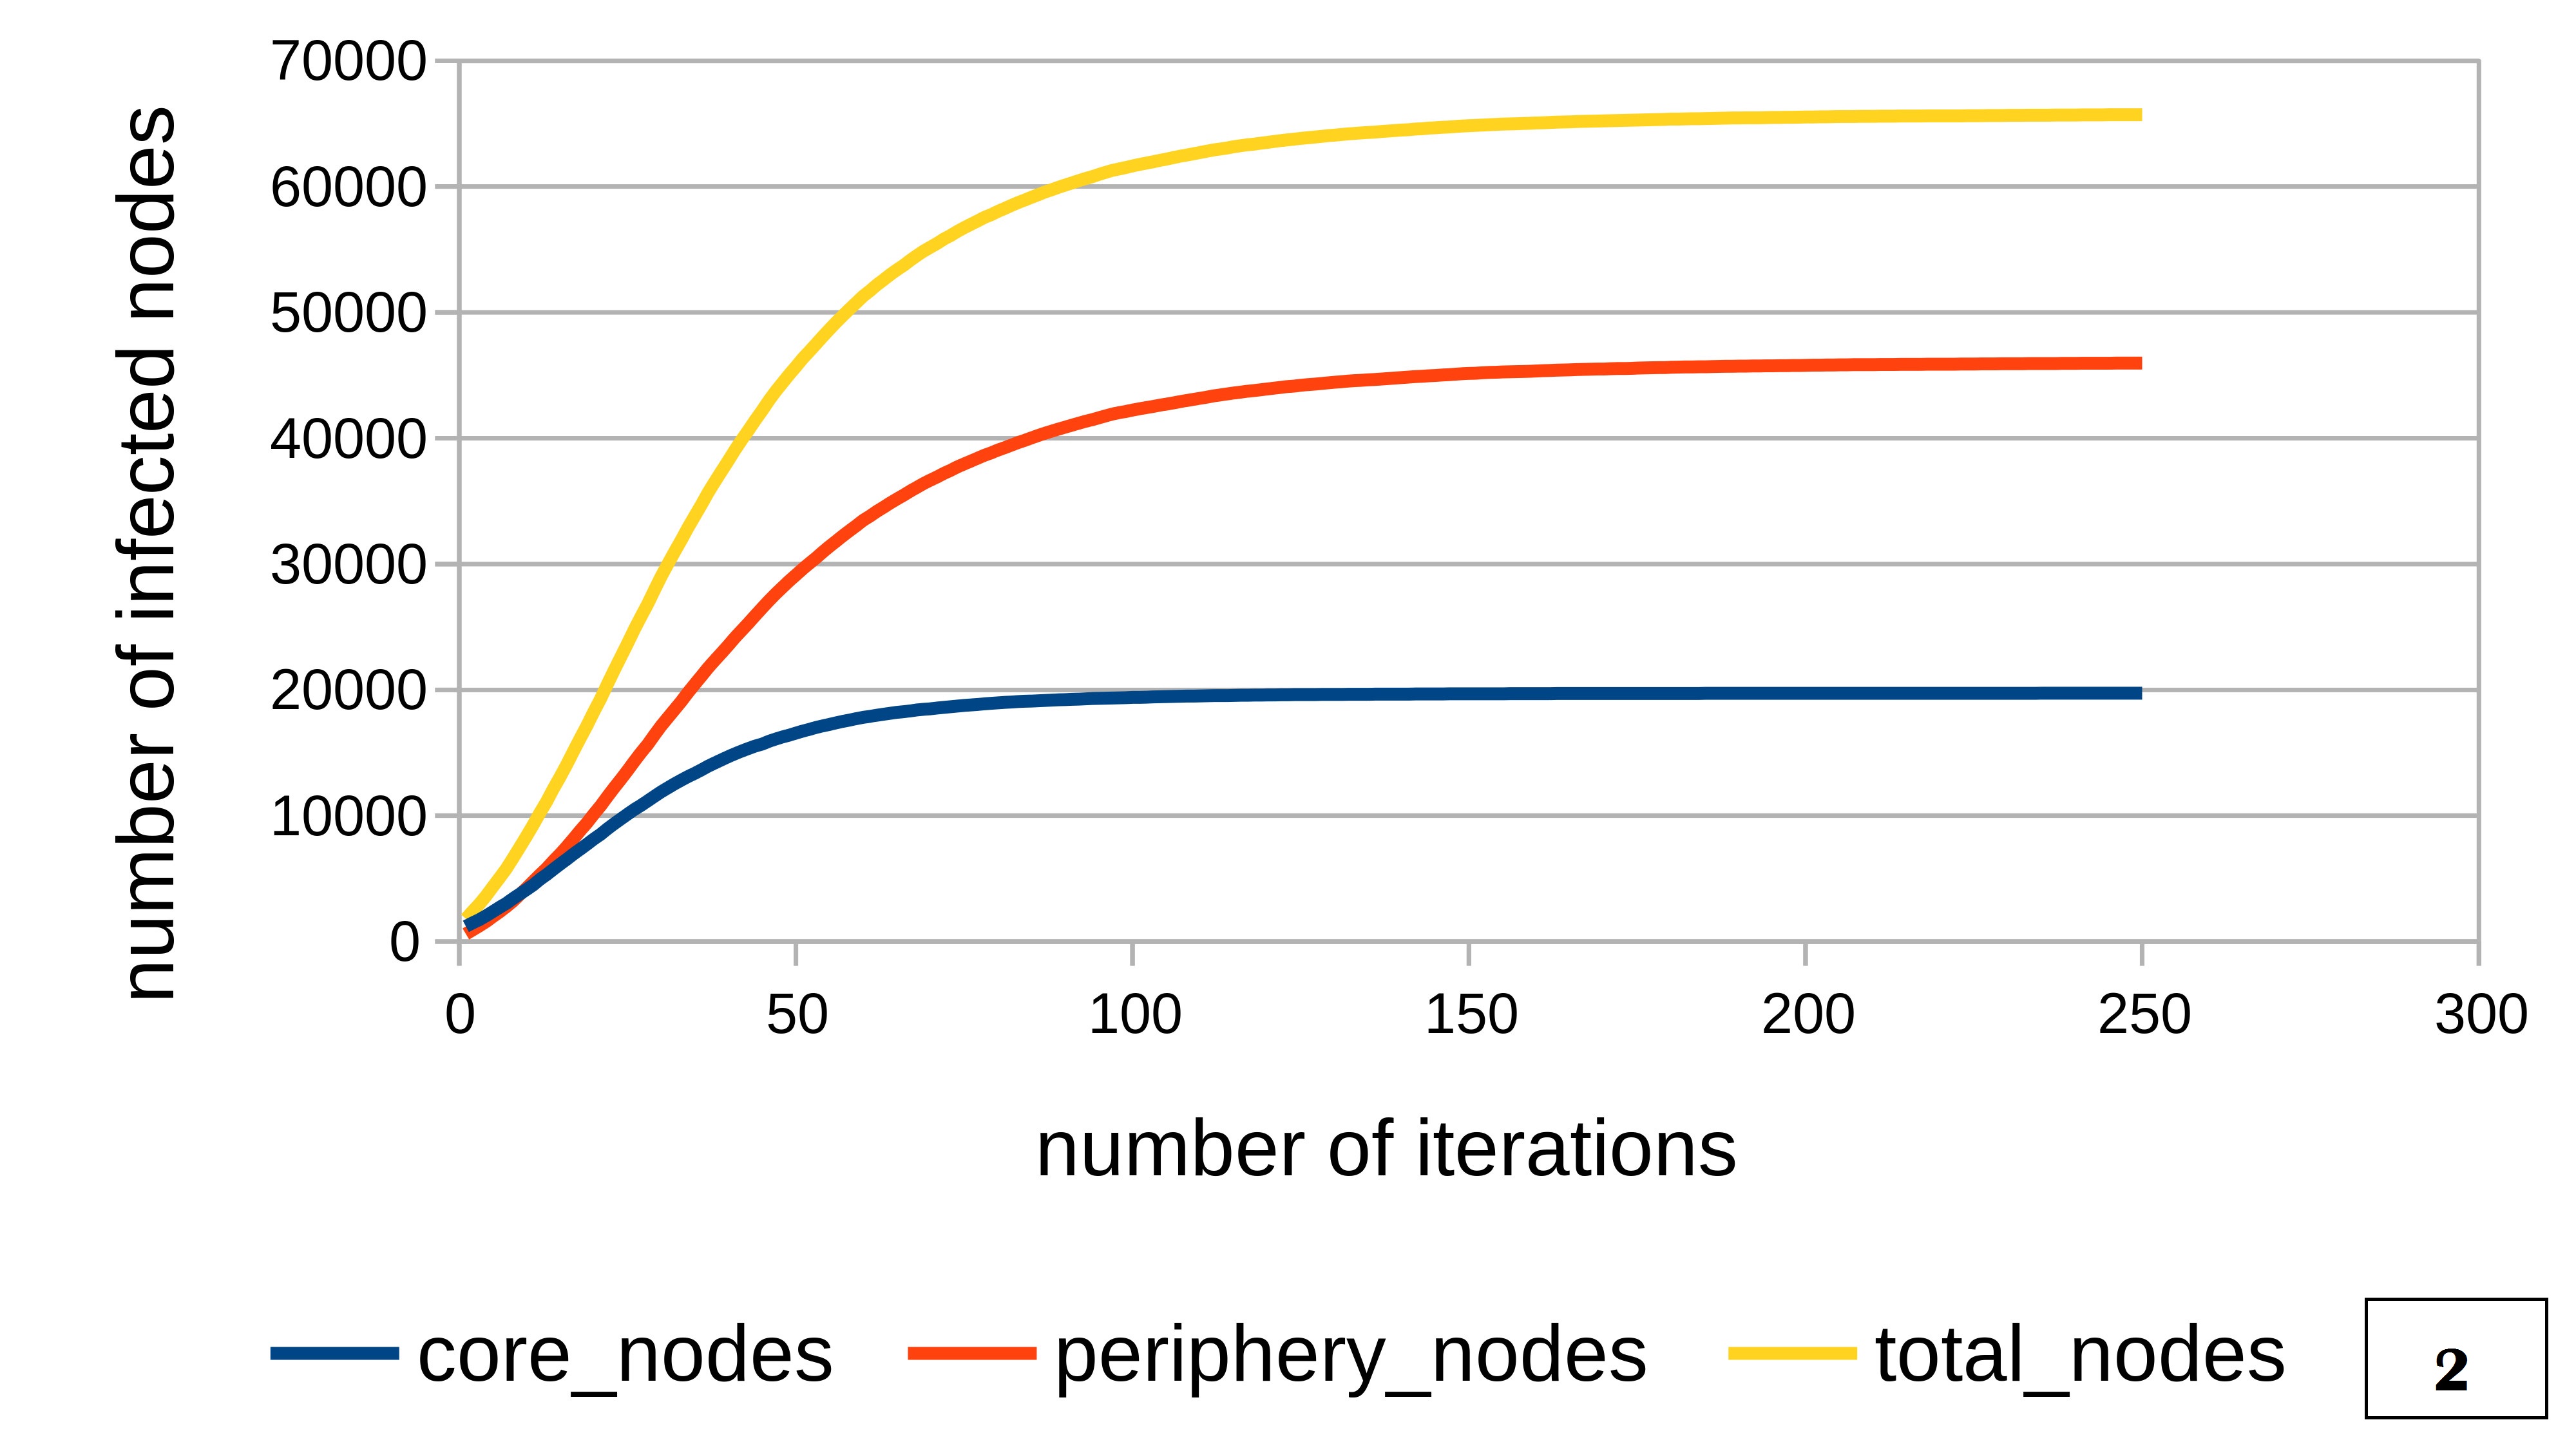 number of infected nodes
70000
60000
50000
40000
30000
20000
10000
0
0 50 100 150 200 250 300
number of iterations
core_nodes periphery_nodes total_nodes 2